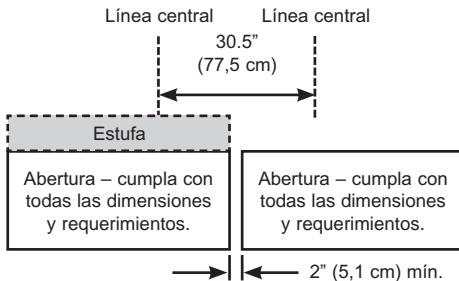 Línea central Línea central
30.5”
(77,5 cm)
Estufa
Abertura – cumpla con
todas las dimensiones
y requerimientos.
Abertura – cumpla con
todas las dimensiones
y requerimientos.
2” (5,1 cm) mín.